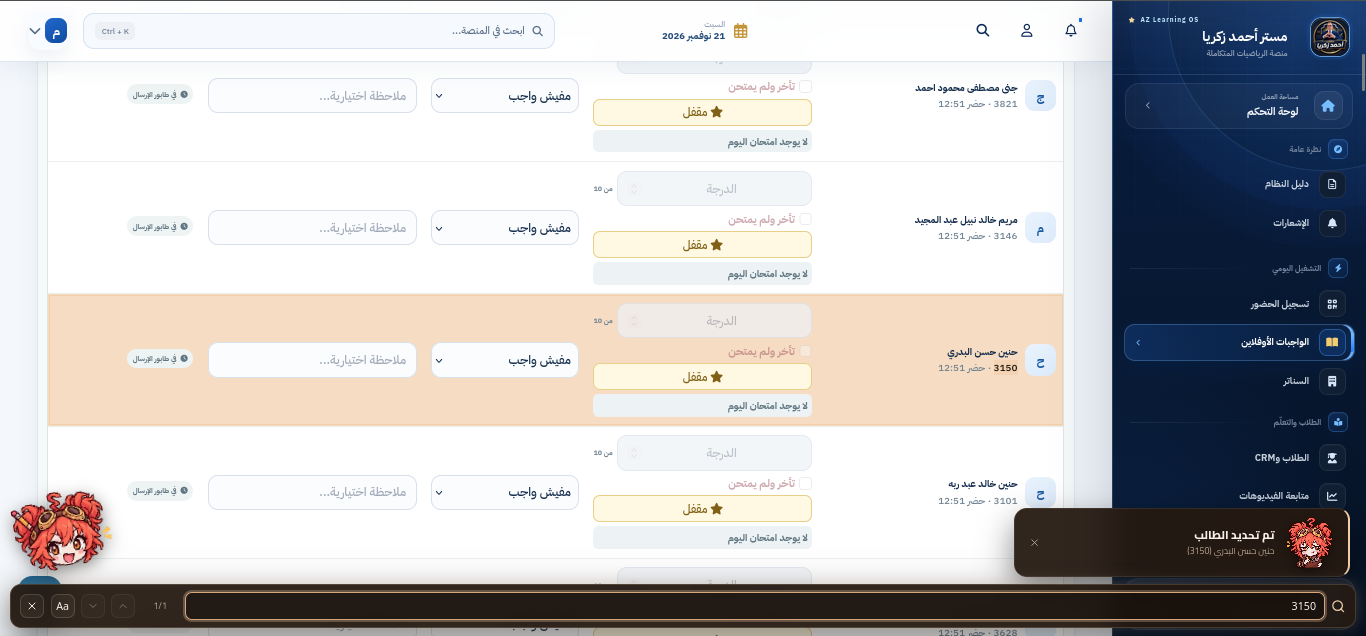 AZ Learning OS
مستر أحمد زكريا
منصة الرياضيات المتكاملة
أحمد زكريا
مساحة العمل
لوحة التحكم
نظرة عامة
دليل النظام
الإشعارات
التشغيل اليومي
تسجيل الحضور
الواجبات الأوفلاين
السناتر
الطلاب والتعلّم
الطلاب وCRM
متابعة الفيديوهات
السبت
21 نوفمبر 2026
ابحث في المنصة...
Ctrl + K
م
ج
جنى مصطفى محمود احمد
3821 · حضر 12:51
تأخر ولم يمتحن
مقفل
لا يوجد امتحان اليوم
مفيش واجب
ملاحظة اختيارية...
في طابور الإرسال
م
مريم خالد نبيل عبد المجيد
3146 · حضر 12:51
الدرجة
من 10
تأخر ولم يمتحن
مقفل
لا يوجد امتحان اليوم
مفيش واجب
ملاحظة اختيارية...
في طابور الإرسال
ح
حنين حسن البدري
3150 · حضر 12:51
الدرجة
من 10
تأخر ولم يمتحن
مقفل
لا يوجد امتحان اليوم
مفيش واجب
ملاحظة اختيارية...
في طابور الإرسال
ح
حنين خالد عبد ربه
3101 · حضر 12:51
الدرجة
من 10
تأخر ولم يمتحن
مقفل
لا يوجد امتحان اليوم
مفيش واجب
ملاحظة اختيارية...
في طابور الإرسال
تم تحديد الطالب
حنين حسن البدري (3150)
3150
1/1
Aa